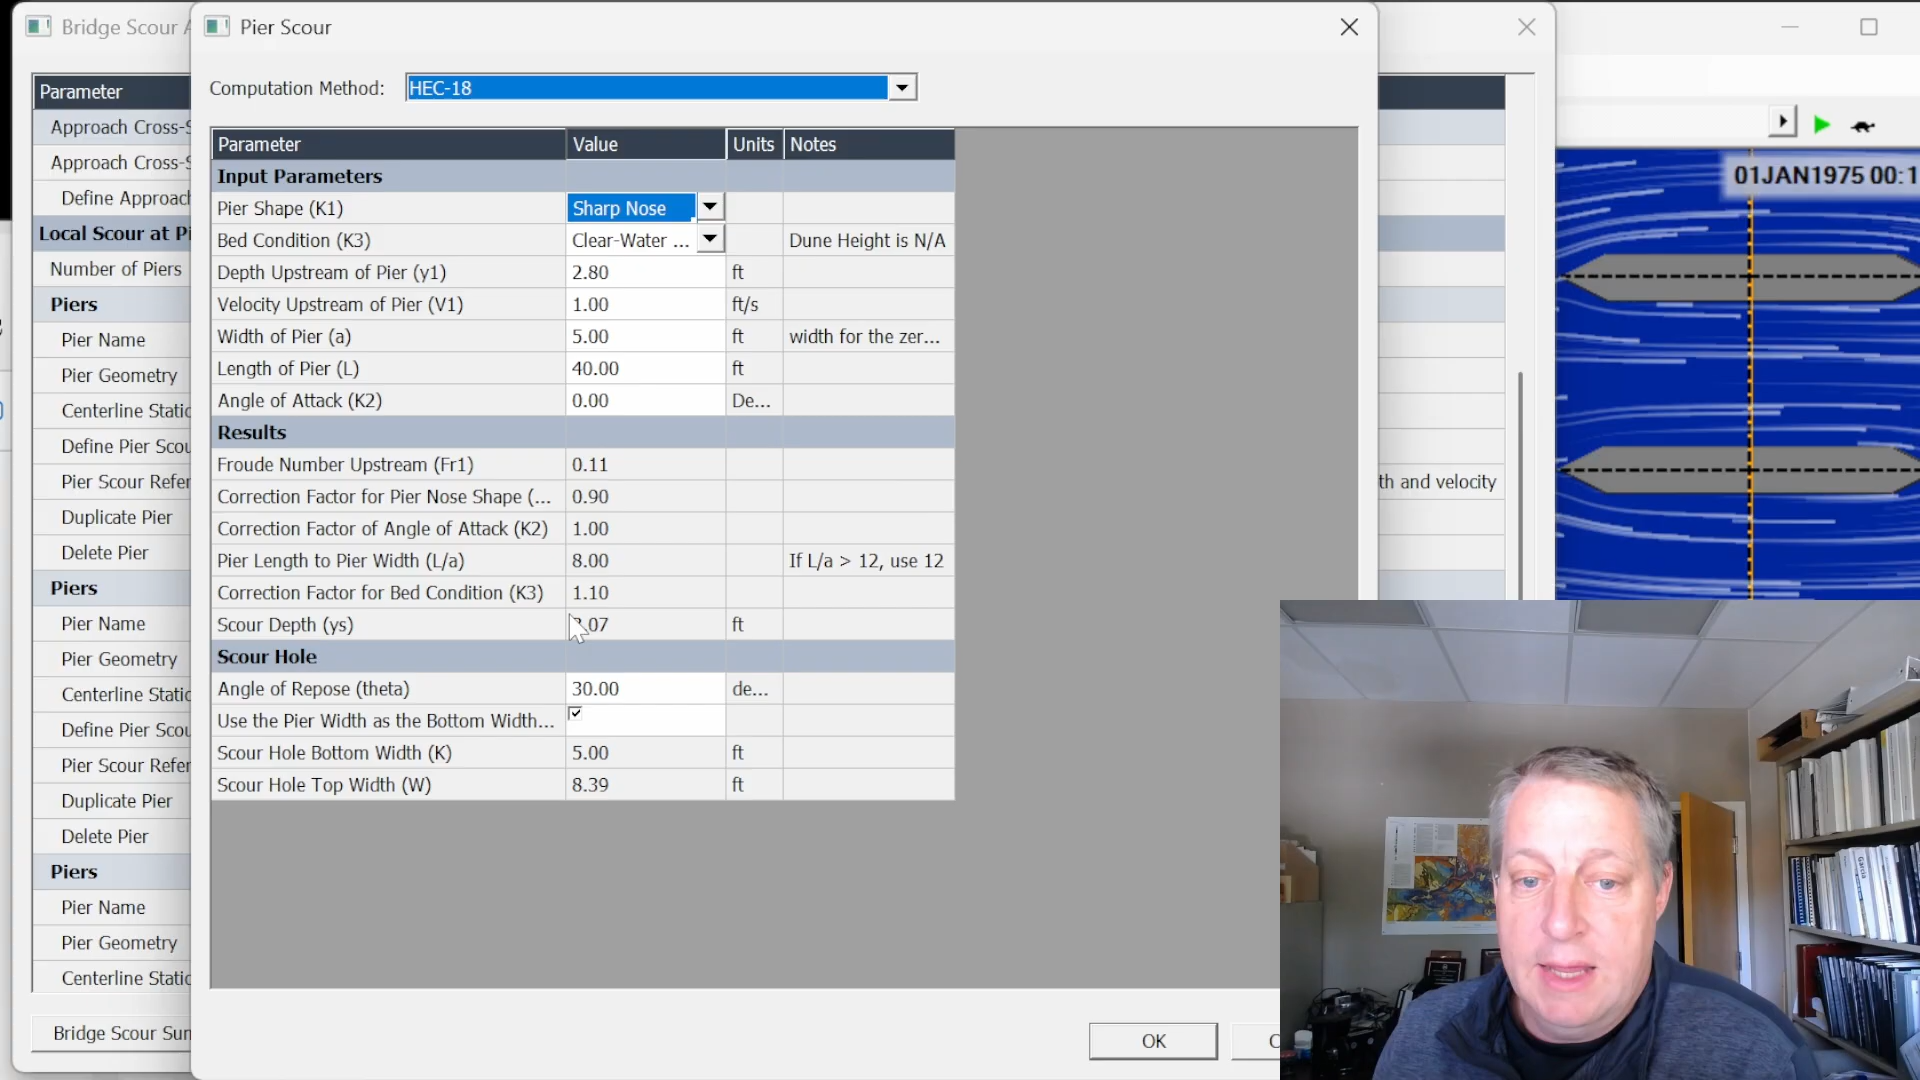 Bridge Scour A
Pier Scour
Computation Method:
HEC-18
Parameter
Approach Cross-S
Approach Cross-S
Define Approach
Local Scour at Pi
Number of Piers
Piers
Pier Name
Pier Geometry
Centerline Static
Define Pier Scou
Pier Scour Refer
Duplicate Pier
Delete Pier
Piers
Pier Name
Pier Geometry
Centerline Static
Define Pier Scou
Pier Scour Refer
Duplicate Pier
Delete Pier
Piers
Pier Name
Pier Geometry
Centerline Static
Bridge Scour Sum
Parameter Value Units Notes
Input Parameters
Pier Shape (K1) Sharp Nose
Bed Condition (K3) Clear-Water ... Dune Height is N/A
Depth Upstream of Pier (y1) 2.80 ft
Velocity Upstream of Pier (V1) 1.00 ft/s
Width of Pier (a) 5.00 ft width for the zer...
Length of Pier (L) 40.00 ft
Angle of Attack (K2) 0.00 De...
Results
Froude Number Upstream (Fr1) 0.11
Correction Factor for Pier Nose Shape (... 0.90
Correction Factor of Angle of Attack (K2) 1.00
Pier Length to Pier Width (L/a) 8.00 If L/a > 12, use 12
Correction Factor for Bed Condition (K3) 1.10
Scour Depth (ys) .07 ft
Scour Hole
Angle of Repose (theta) 30.00 de...
Use the Pier Width as the Bottom Width...
Scour Hole Bottom Width (K) 5.00 ft
Scour Hole Top Width (W) 8.39 ft
OK
th and velocity
01JAN1975 00:1